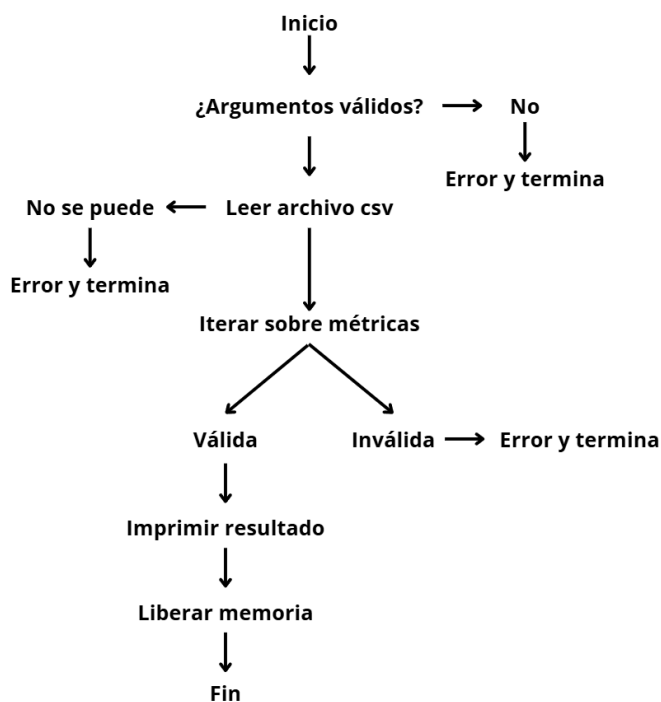 Inicio
¿Argumentos válidos?
No
Error y termina
No se puede
Leer archivo csv
Error y termina
Iterar sobre métricas
Válida
Inválida
Error y termina
Imprimir resultado
Liberar memoria
Fin